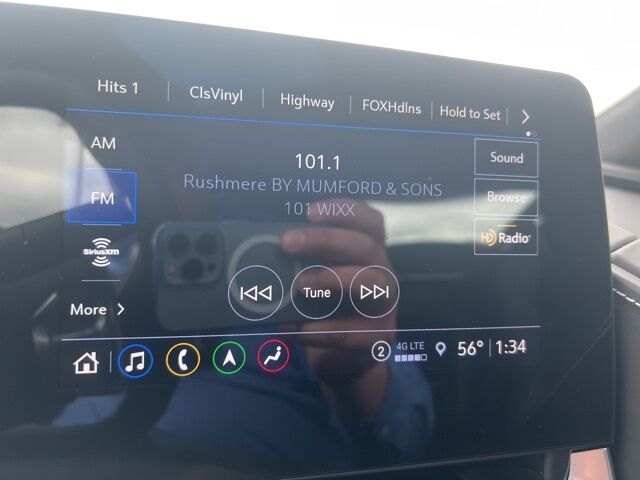 Hits 1 ClsVinyl Highway FOXHdlns Hold to Set
AM
101.1
Sound
Rushmere BY MUMFORD & SONS
FM
Browse
101 WIXX
HD Radio
SiriusXM
Tune
More
2 4G LTE 56° 1:34